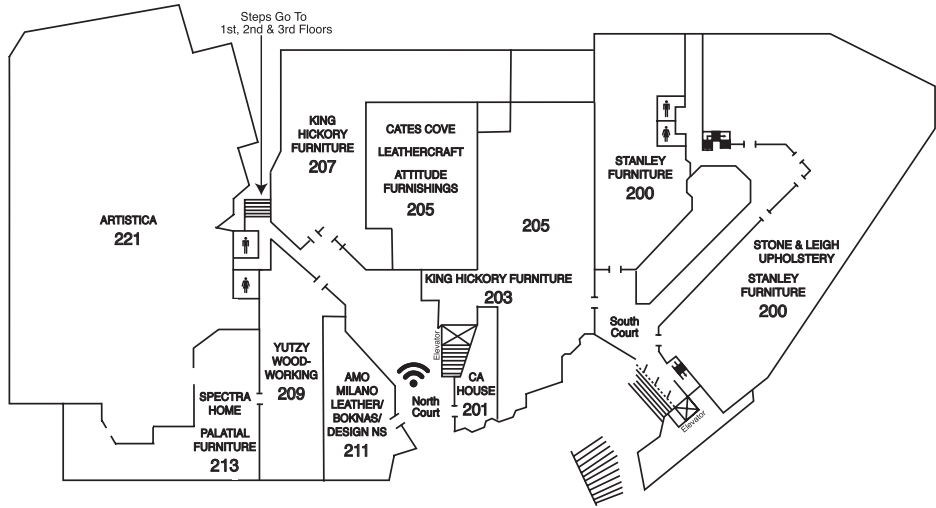 Steps Go To
1st, 2nd & 3rd Floors
KING
HICKORY
FURNITURE
207
CATES COVE
LEATHERCRAFT
ATTITUDE
FURNISHINGS
205
STANLEY
FURNITURE
200
ARTISTICA
221
205
STONE & LEIGH
UPHOLSTERY
STANLEY
FURNITURE
200
KING HICKORY FURNITURE
203
South
Court
Elevator
YUTZY
WOOD-
WORKING
209
AMO
MILANO
LEATHER/
BOKNAS/
DESIGN NS
211
North
Court
CA
HOUSE
201
SPECTRA
HOME
PALATIAL
FURNITURE
213
Elevator